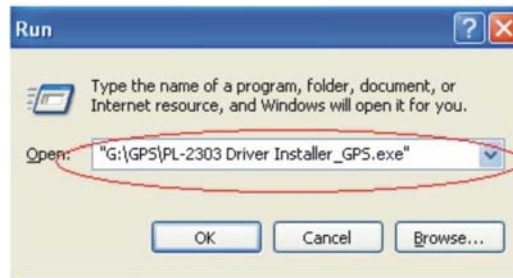 Run
Type the name of a program, folder, document, or
Internet resource, and Windows will open it for you.
Open: "G:\GPS\PL-2303 Driver Installer_GPS.exe"
OK Cancel Browse...